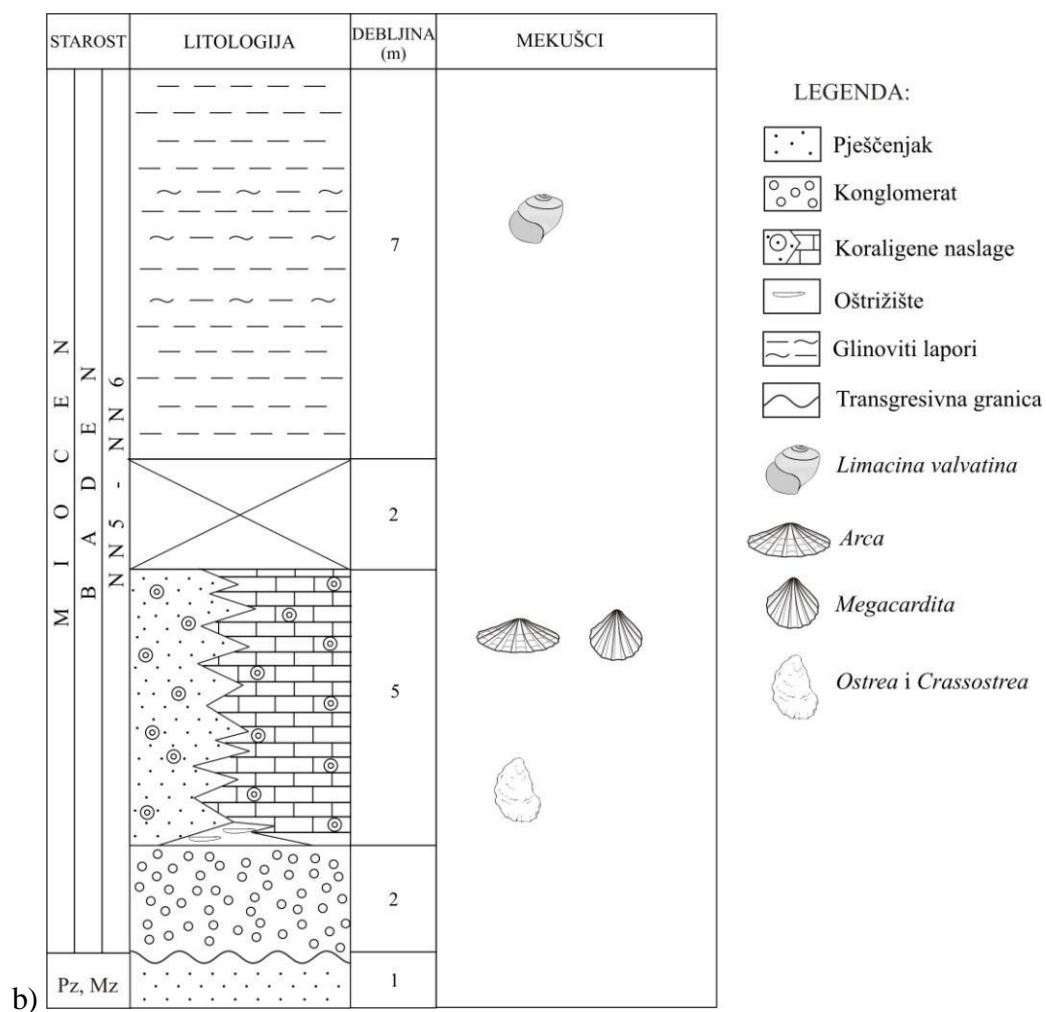 STAROST
LITOLOGIJA
DEBLJINA
(m)
MEKUŠCI
MIOCEN
BADEN
NN5 - NN6
7
2
5
2
Pz, Mz
1
b)
LEGENDA:
Pješčenjak
Konglomerat
Koraligene naslage
Oštrižište
Glinoviti lapori
Transgresivna granica
Limacina valvatina
Arca
Megacardita
Ostrea i Crassostrea